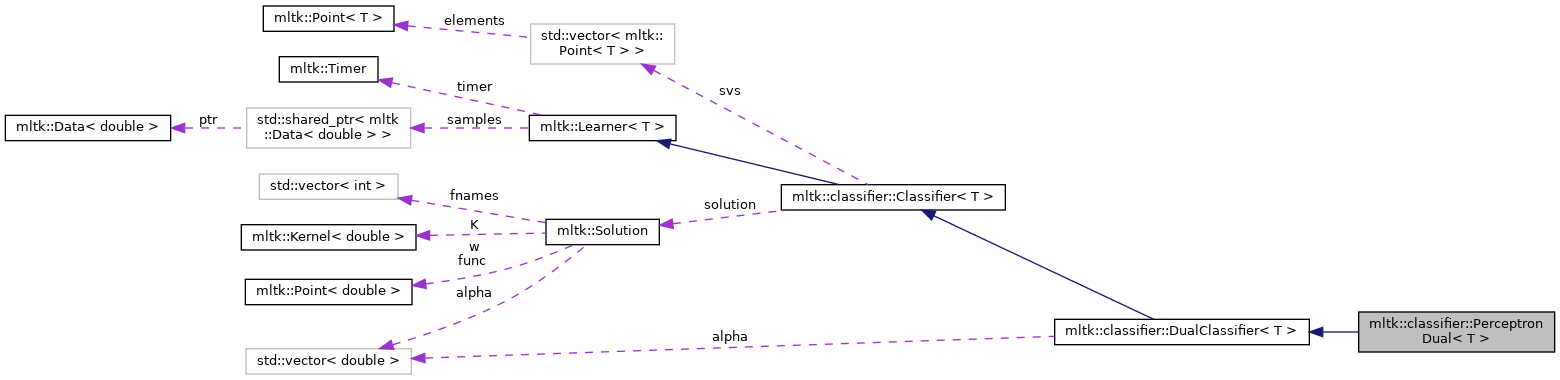 mltk::Point< T >
elements
std::vector< mltk::
Point< T > >
mltk::Timer
timer
svs
mltk::Data< double >
ptr
std::shared_ptr< mltk
::Data< double > >
samples
mltk::Learner< T >
std::vector< int >
fnames
solution
mltk::classifier::Classifier< T >
mltk::Kernel< double >
K
mltk::Solution
w
func
mltk::Point< double >
alpha
mltk::classifier::DualClassifier< T >
mltk::classifier::Perceptron
Dual< T >
alpha
std::vector< double >